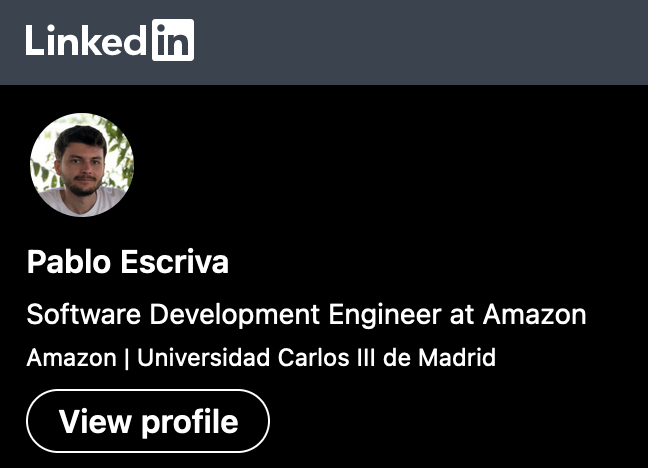 Linkedin
Pablo Escriva
Software Development Engineer at Amazon
Amazon | Universidad Carlos III de Madrid
View profile